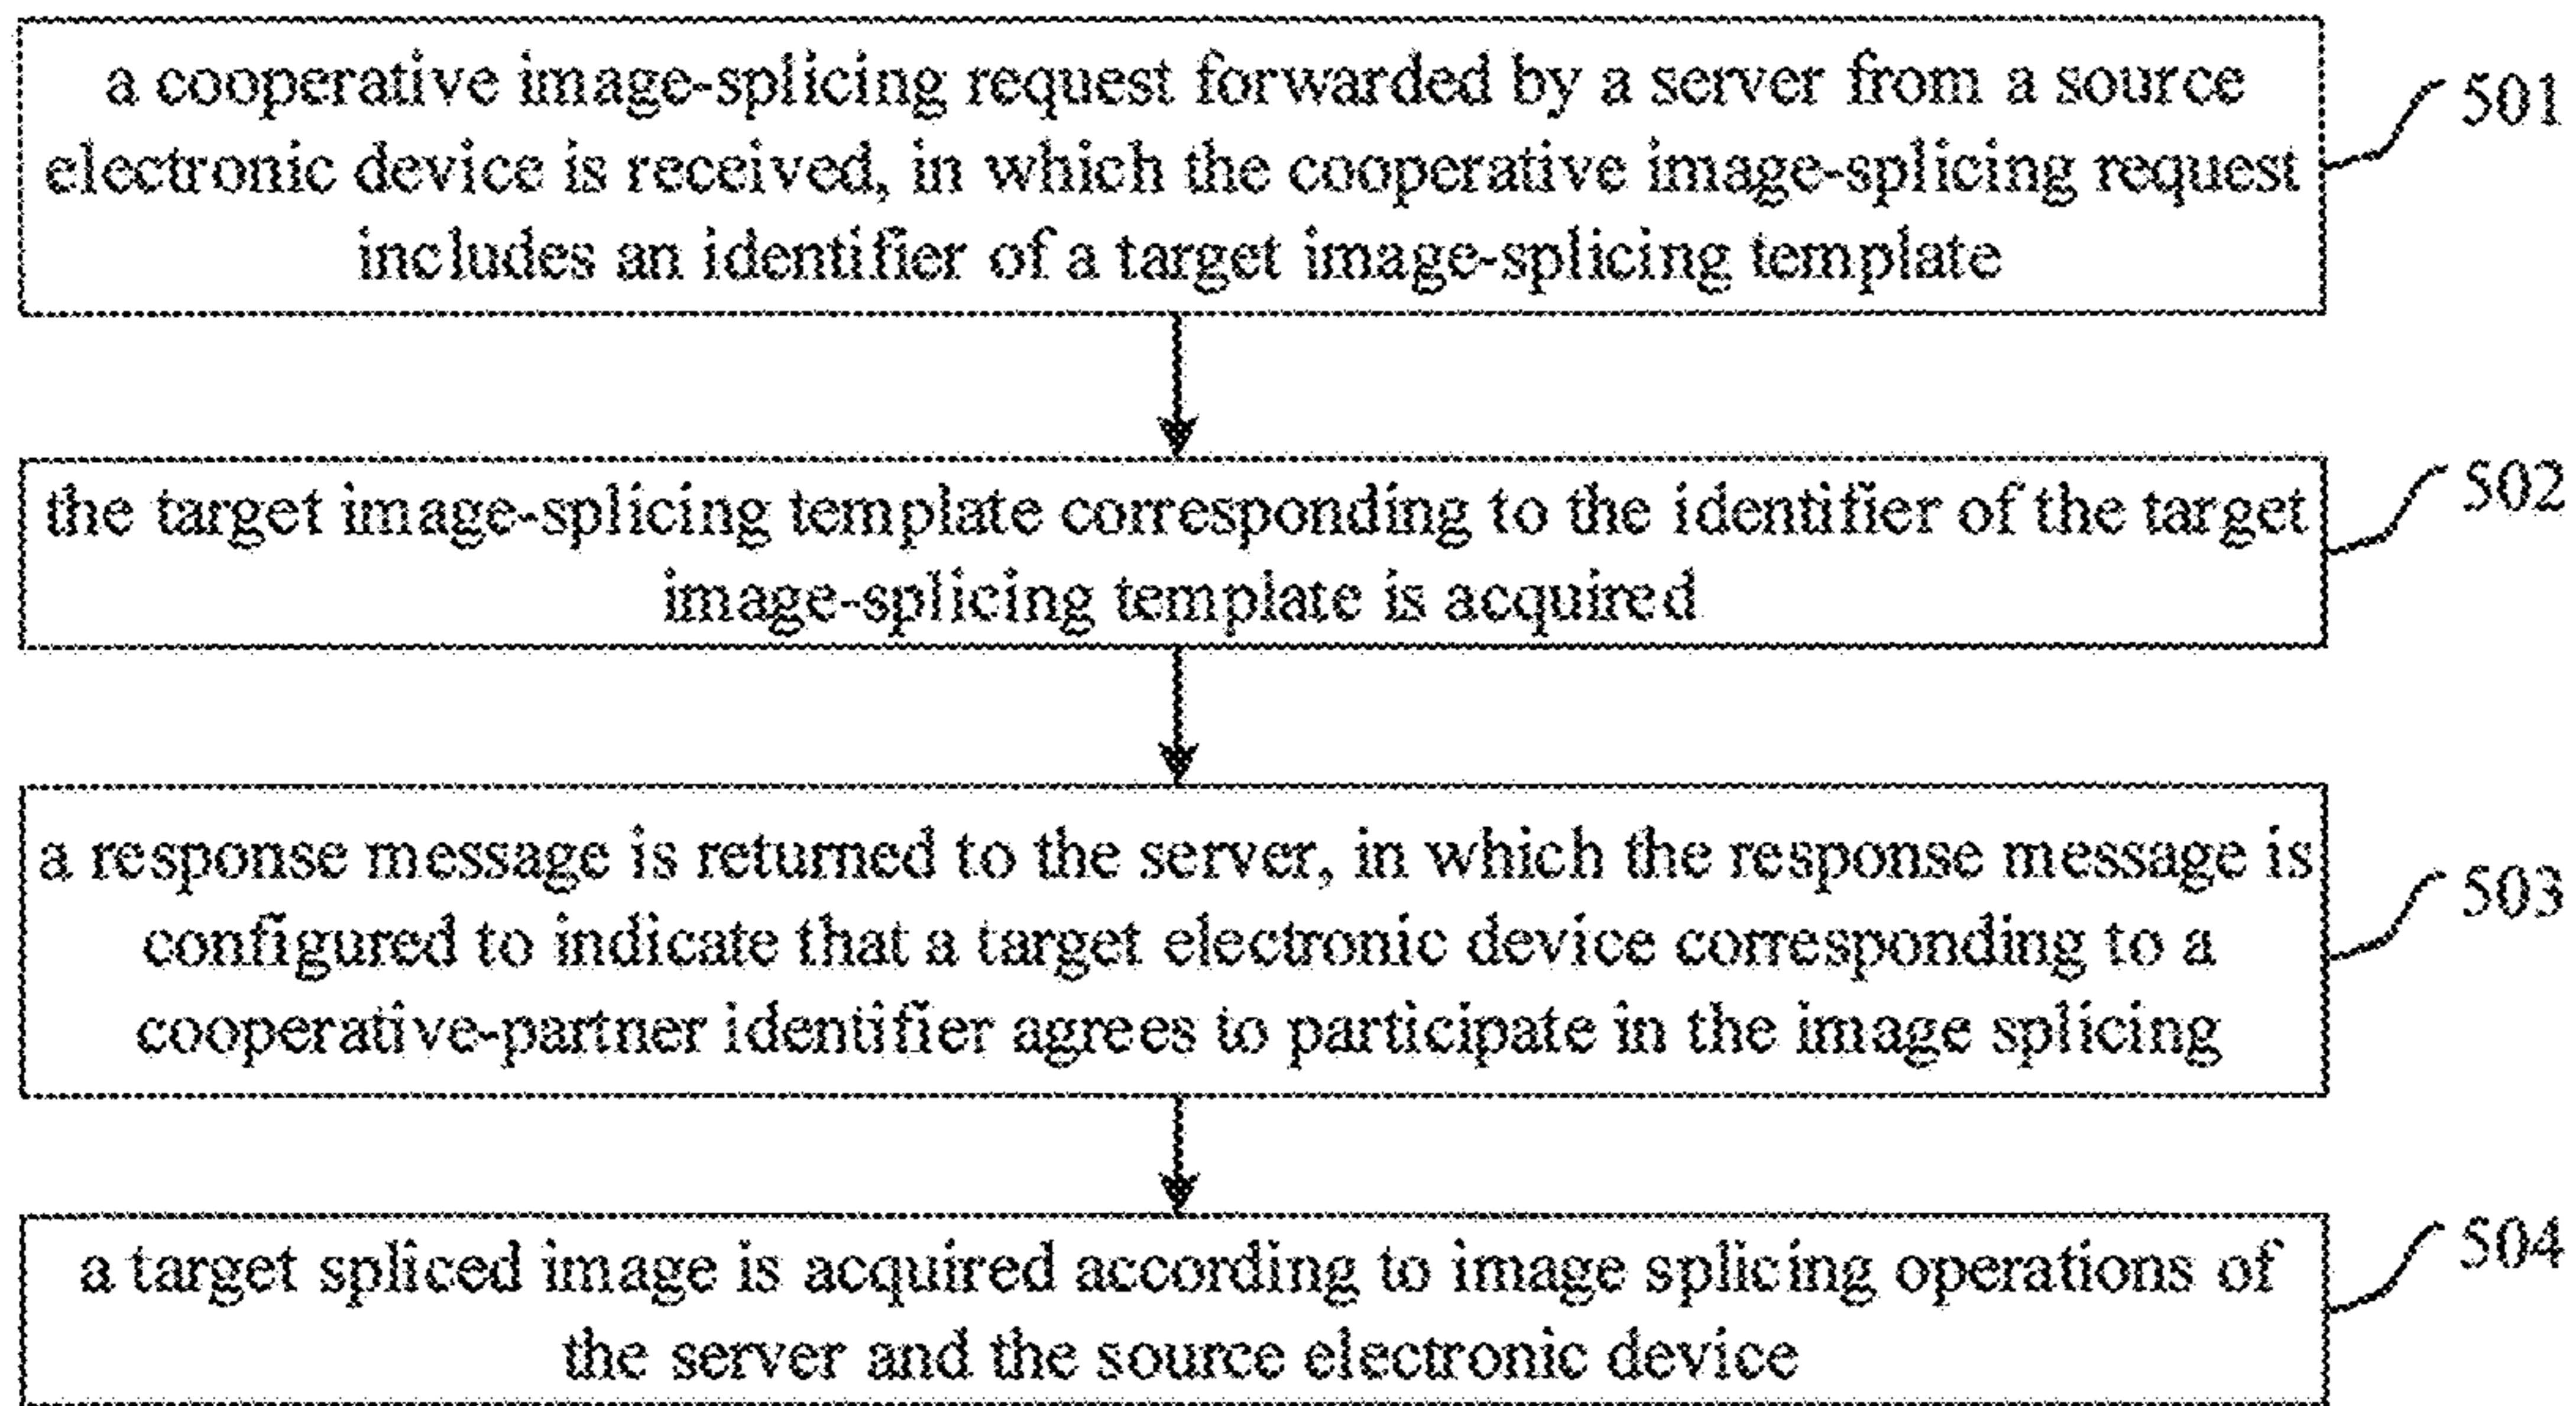 a cooperative image-splicing request forwarded by a server from a source
electronic device is received, in which the cooperative image-splicing request
includes an identifier of a target image-splicing template
501
the target image-splicing template corresponding to the identifier of the target
image-splicing template is acquired
502
a response message is returned to the server, in which the response message is
configured to indicate that a target electronic device corresponding to a
cooperative-partner identifier agrees to participate in the image splicing
503
a target spliced image is acquired according to image splicing operations of
the server and the source electronic device
504